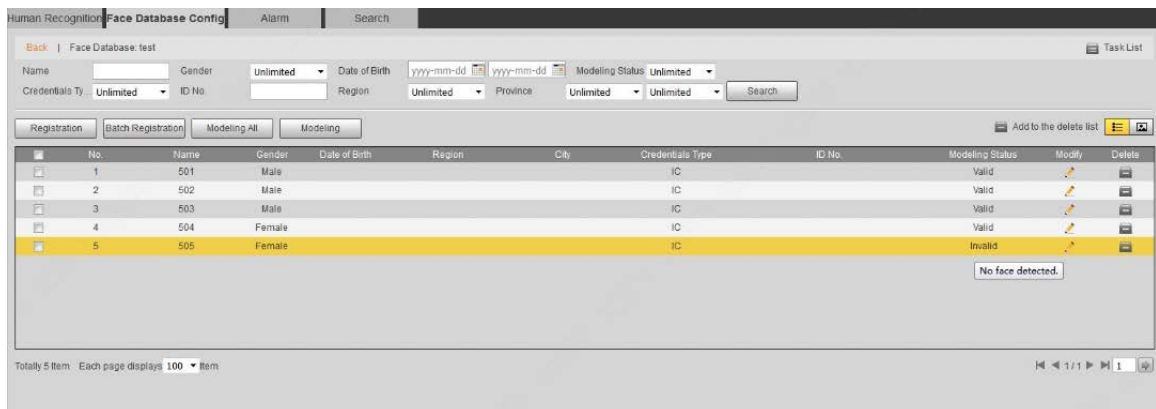 Human Recognition Face Database Config Alarm Search
Back | Face Database: test Task List
Name Gender Unlimited Date of Birth yyyy-mm-dd yyyy-mm-dd Modeling Status Unlimited
Credentials Ty... Unlimited ID No. Region Unlimited Province Unlimited Unlimited Search
Registration Batch Registration Modeling All Modeling Add to the delete list
No. Name Gender Date of Birth Region City Credentials Type ID No. Modeling Status Modify Delete
1 501 Male IC Valid
2 502 Male IC Valid
3 503 Male IC Valid
4 504 Female IC Valid
5 505 Female IC Invalid
No face detected.
Totally 5 Item Each page displays 100 Item 1/1 1